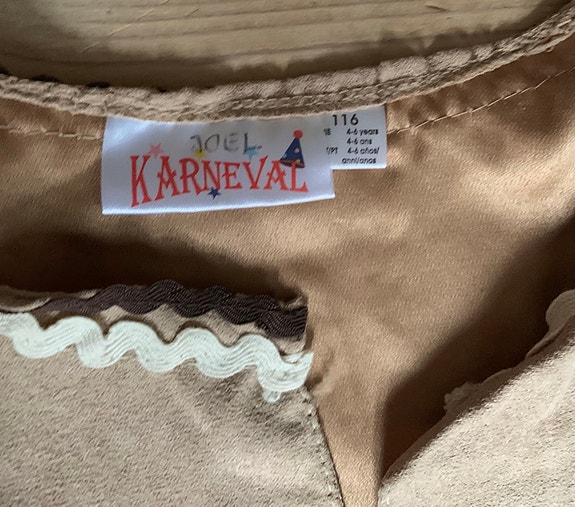 JOEL
KARNEVAL
116
4-6 years
4-6 ans
4-6 años/
anni/anos